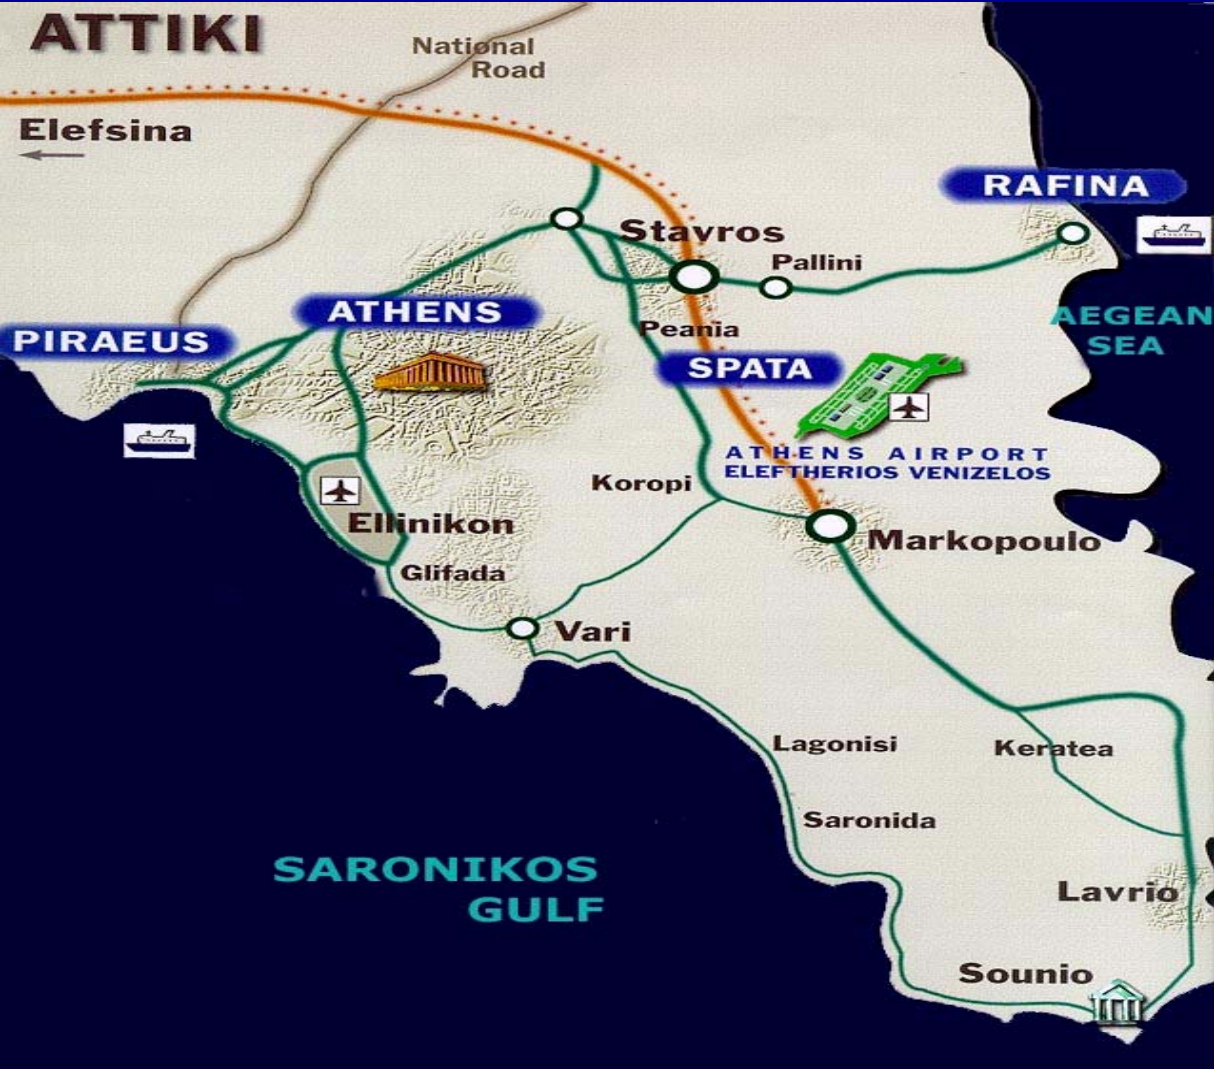 ATTIKI
National
Road
Elefsina
RAFINA
Stavros
Pallini
ATHENS
AEGEAN
SEA
PIRAEUS
Peania
SPATA
ATHENS AIRPORT
ELEFTHERIOS VENIZELOS
Koropi
Ellinikon
Markopoulo
Glifada
Vari
Lagonisi
Keratea
Saronida
SARONIKOS
GULF
Lavrio
Sounio